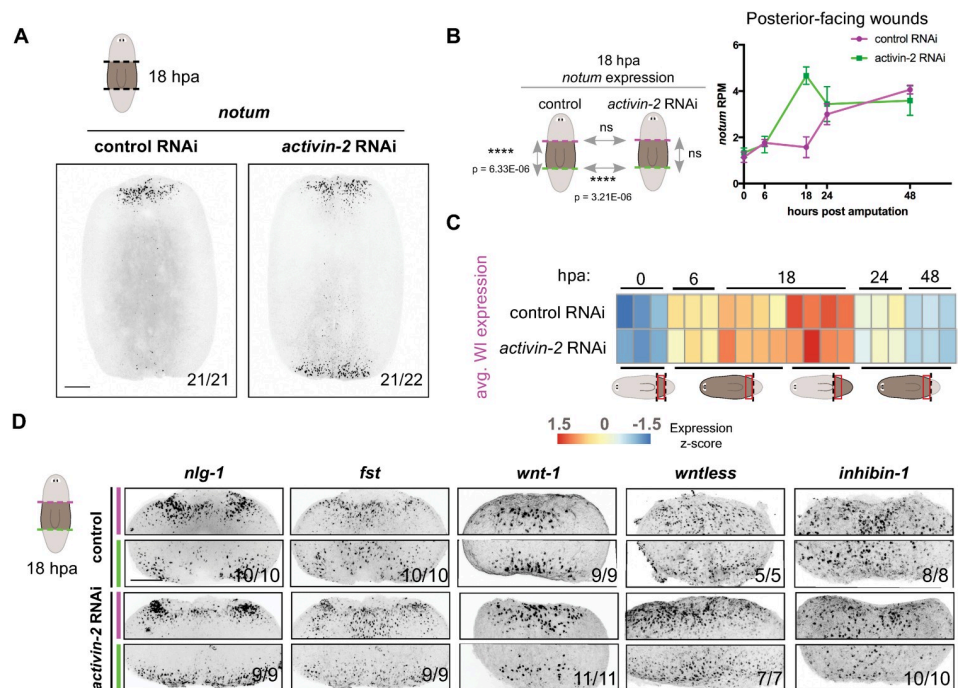 A
18 hpa
notum
control RNAi
activin-2 RNAi
21/21
21/22
B
18 hpa
notum expression
control
activin-2 RNAi
ns
****
p = 6.33E-06
ns
****
p = 3.21E-06
Posterior-facing wounds
control RNAi
activin-2 RNAi
notum RPM
6
4
2
0
0 6 18 24 48
hours post amputation
C
avg. WI expression
hpa: 0 6 18 24 48
control RNAi
activin-2 RNAi
1.5 0 -1.5
Expression
z-score
D
18 hpa
nlg-1 fst wnt-1 wntless inhibin-1
control
10/10 10/10 9/9 5/5 8/8
activin-2 RNAi
9/9 9/9 11/11 7/7 10/10